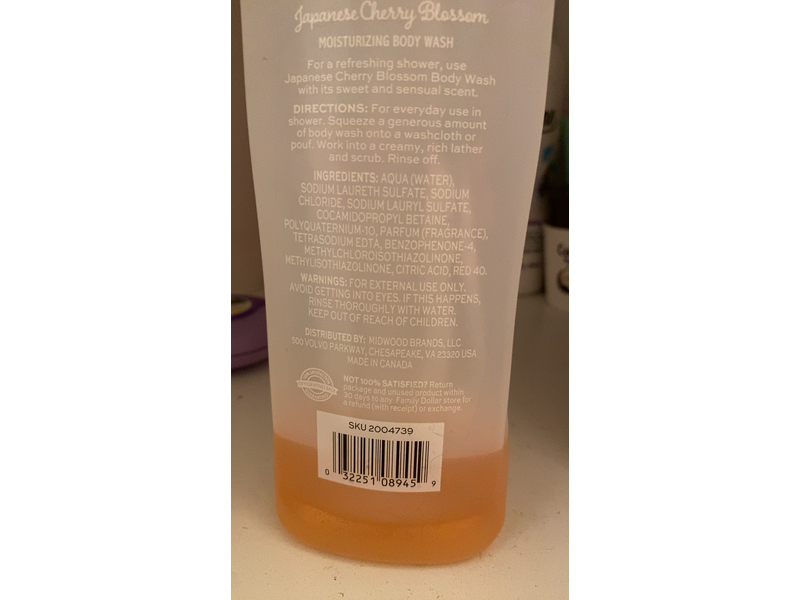 Japanese Cherry Blossom
MOISTURIZING BODY WASH
For a refreshing shower, use
Japanese Cherry Blossom Body Wash
with its sweet and sensual scent.
DIRECTIONS: For everyday use in
shower. Squeeze a generous amount
of body wash onto a washcloth or
pouf. Work into a creamy, rich lather
and scrub. Rinse off.
INGREDIENTS: AQUA (WATER),
SODIUM LAURETH SULFATE, SODIUM
CHLORIDE, SODIUM LAURYL SULFATE,
COCAMIDOPROPYL BETAINE,
POLYQUATERNIUM-10, PARFUM (FRAGRANCE),
TETRASODIUM EDTA, BENZOPHENONE-4,
METHYLCHLOROISOTHIAZOLINONE,
METHYLISOTHIAZOLINONE, CITRIC ACID, RED 40.
WARNINGS: FOR EXTERNAL USE ONLY.
AVOID GETTING INTO EYES. IF THIS HAPPENS,
RINSE THOROUGHLY WITH WATER.
KEEP OUT OF REACH OF CHILDREN.
DISTRIBUTED BY: MIDWOOD BRANDS, LLC
500 VOLVO PARKWAY, CHESAPEAKE, VA 23320 USA
MADE IN CANADA
NOT 100% SATISFIED? Return
package and unused product within
30 days to any Family Dollar store for
a refund (with receipt) or exchange.
SKU 2004739
0 32251 08945 9